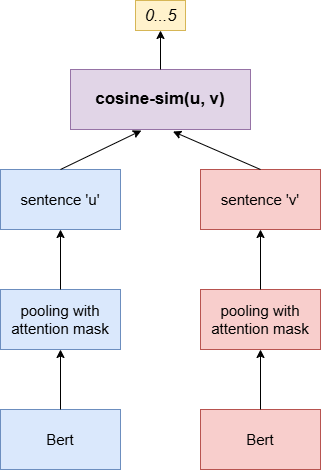 0...5
cosine-sim(u, v)
sentence 'u'
sentence 'v'
pooling with
attention mask
pooling with
attention mask
Bert
Bert